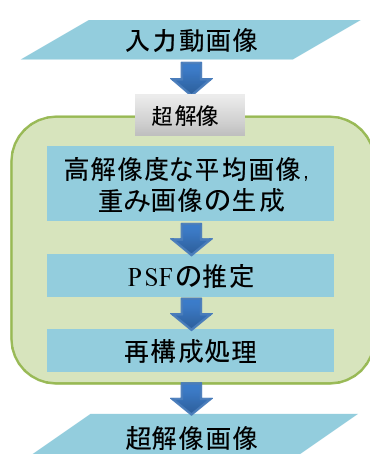 入力動画像
超解像
高解像度な平均画像,
重み画像の生成
PSFの推定
再構成処理
超解像画像